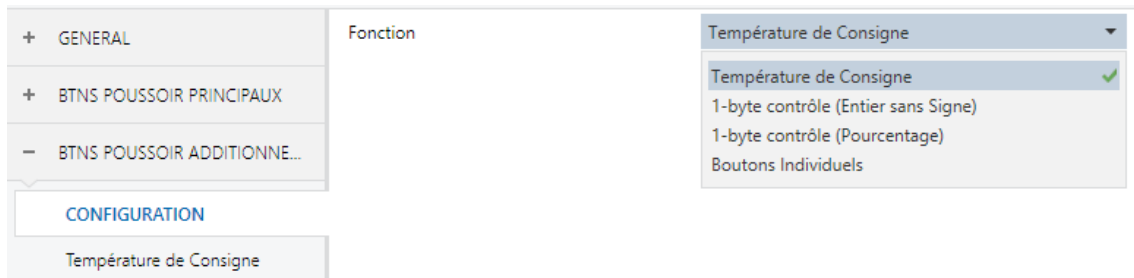 + GENERAL
+ BTNS POUSSOIR PRINCIPAUX
− BTNS POUSSOIR ADDITIONNE...
CONFIGURATION
Température de Consigne
Fonction
Température de Consigne
Température de Consigne
1-byte contrôle (Entier sans Signe)
1-byte contrôle (Pourcentage)
Boutons Individuels